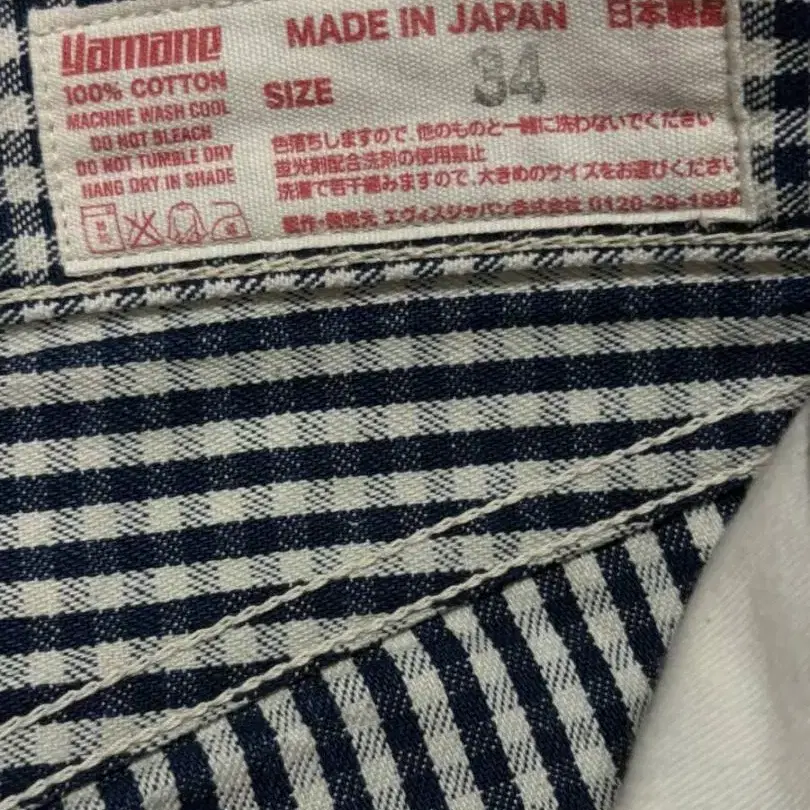 Yamane
MADE IN JAPAN 日本製
100% COTTON
SIZE 34
MACHINE WASH COOL
DO NOT BLEACH
DO NOT TUMBLE DRY
HANG DRY IN SHADE
色落ちしますので、他のものと一緒に洗わないでください
蛍光剤配合洗剤の使用禁止
洗濯で若干縮みますので、大きめのサイズをお選びください
製作・発売元 エヴィスジャパン株式会社 0120-29-1998